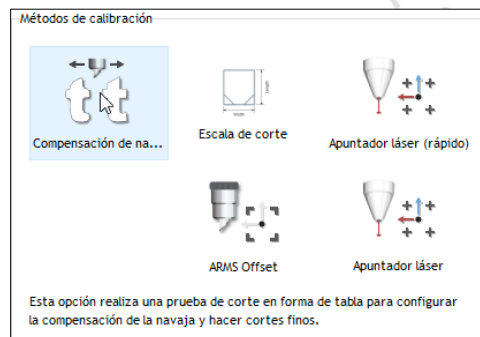 Métodos de calibración
Compensación de na...
Escala de corte
Apuntador láser (rápido)
ARMS Offset
Apuntador láser
Esta opción realiza una prueba de corte en forma de tabla para configurar
la compensación de la navaja y hacer cortes finos.